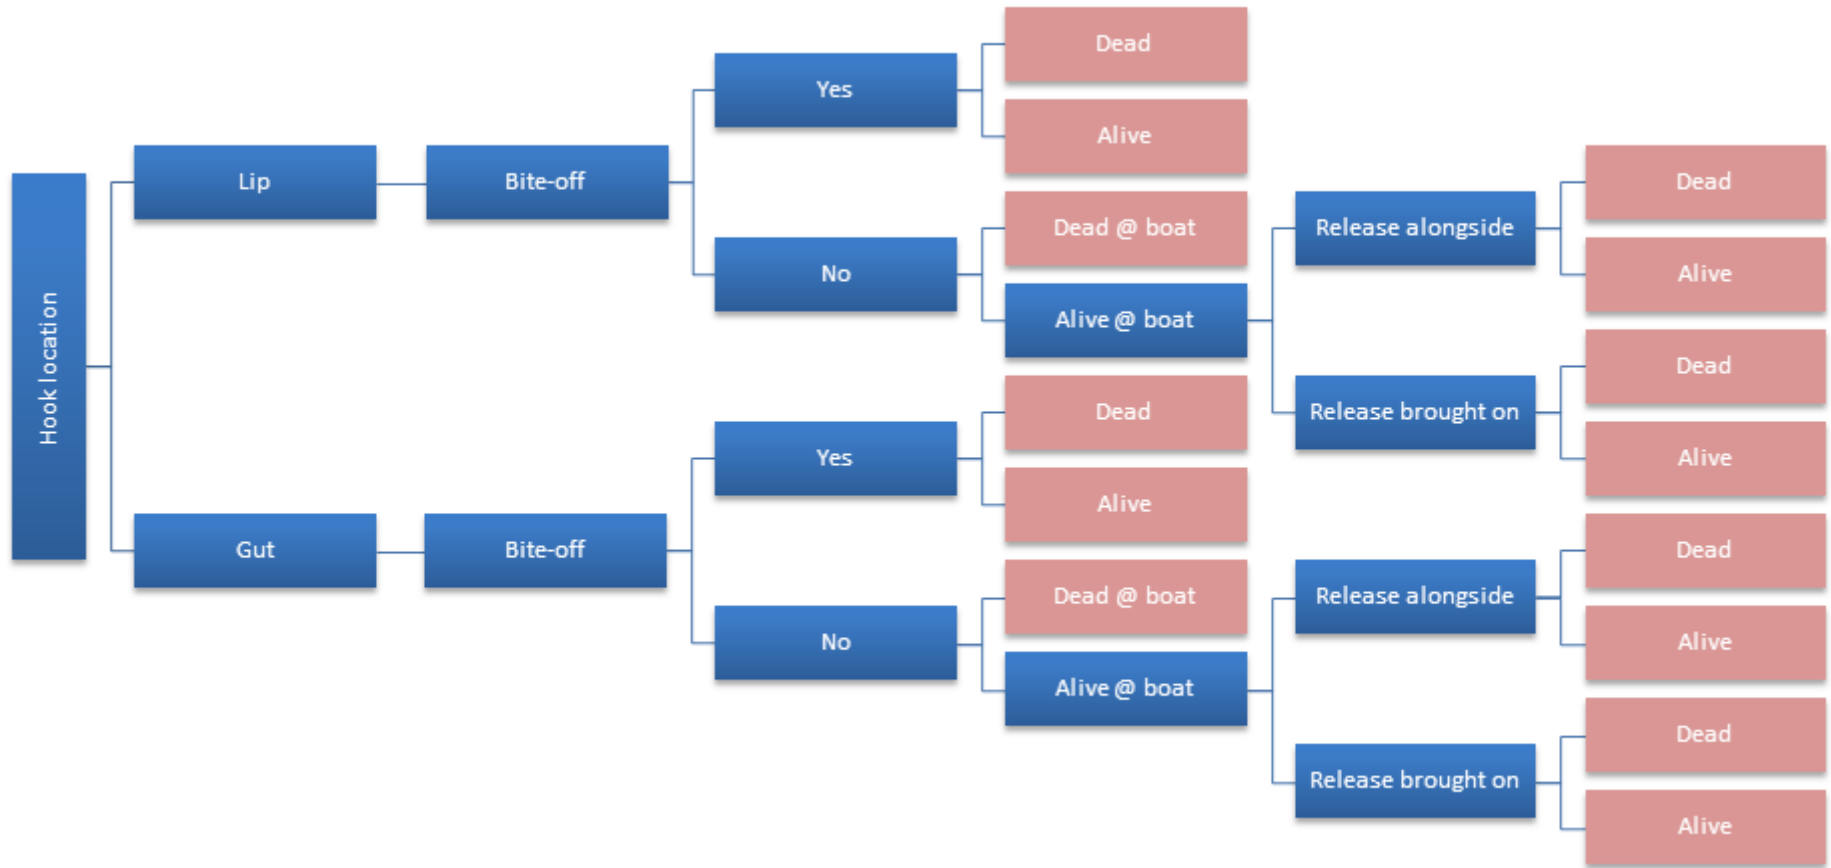 Hook location
Lip
Bite-off
Yes
Dead
Alive
No
Dead @ boat
Alive @ boat
Release alongside
Dead
Alive
Release brought on
Dead
Alive
Gut
Bite-off
Yes
Dead
Alive
No
Dead @ boat
Alive @ boat
Release alongside
Dead
Alive
Release brought on
Dead
Alive